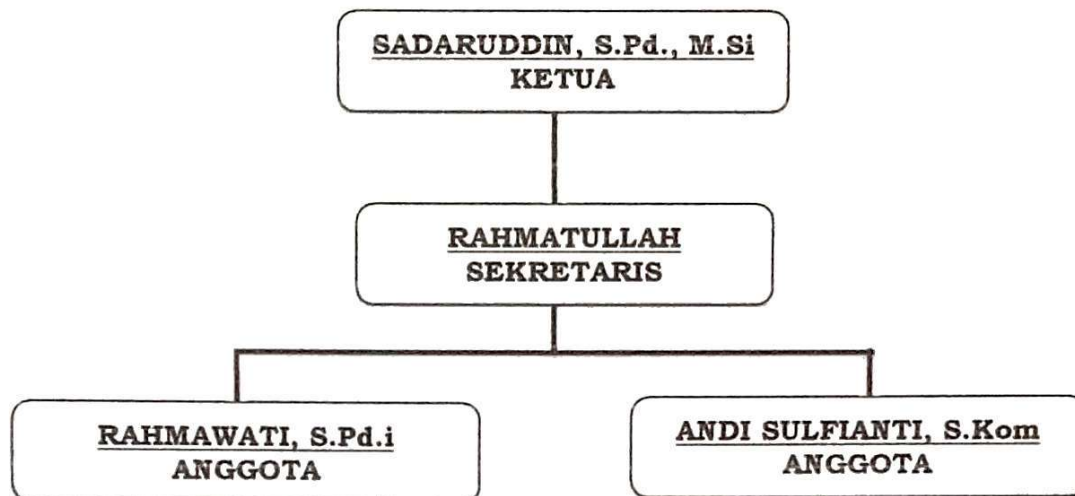 SADARUDDIN, S.Pd., M.Si
KETUA
RAHMATULLAH
SEKRETARIS
RAHMAWATI, S.Pd.i
ANGGOTA
ANDI SULFIANTI, S.Kom
ANGGOTA